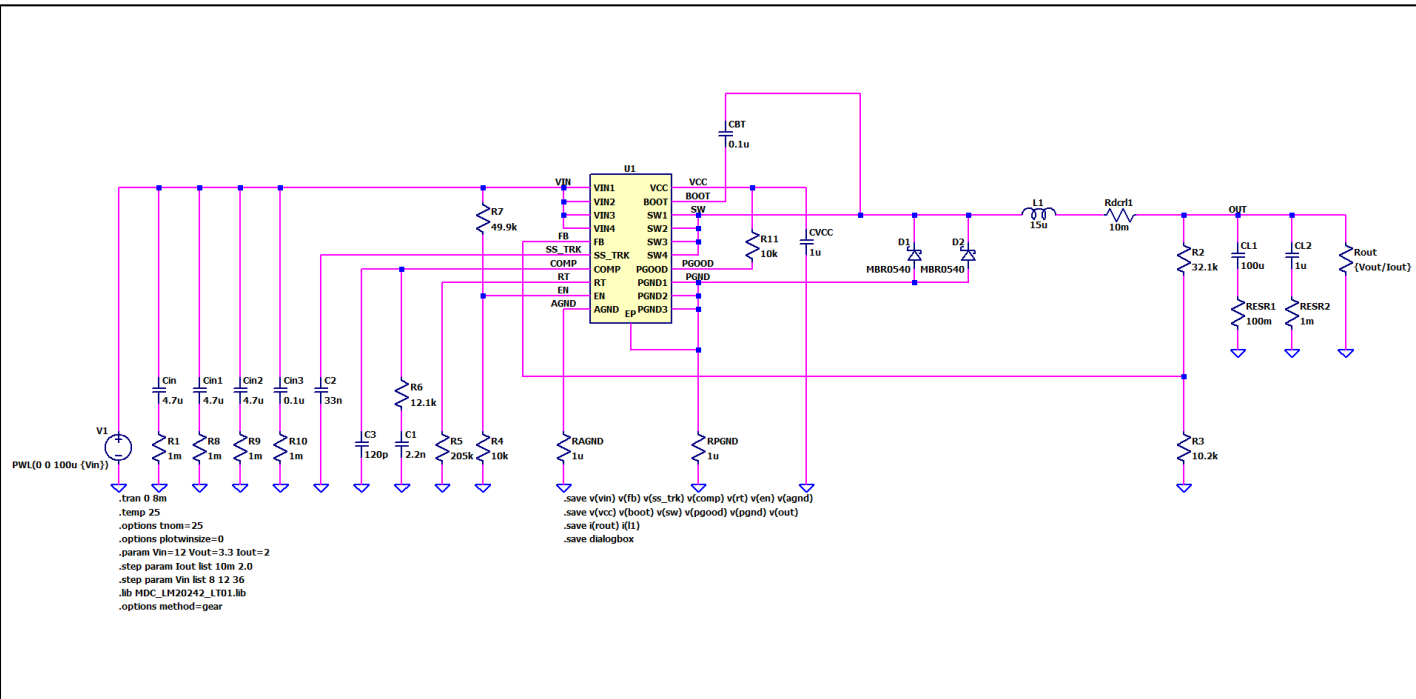 CBT
0.1u
U1
VIN
VIN1
VIN2
VIN3
VIN4
FB
FB
SS_TRK
SS_TRK
COMP
COMP
RT
RT
EN
EN
AGND
AGND
EP
VCC
VCC
BOOT
BOOT
SW1
SW
SW2
SW3
SW4
PGOOD
PGOOD
PGND1
PGND
PGND2
PGND3
R7
49.9k
R11
10k
CVCC
1u
D1
MBR0540
D2
MBR0540
L1
15u
Rdcrl1
10m
OUT
R2
32.1k
CL1
100u
CL2
1u
Rout
{Vout/Iout}
RESR1
100m
RESR2
1m
Cin
4.7u
Cin1
4.7u
Cin2
4.7u
Cin3
0.1u
C2
33n
R6
12.1k
V1
PWL(0 0 100u {Vin})
R1
1m
R8
1m
R9
1m
R10
1m
C3
120p
C1
2.2n
R5
205k
R4
10k
RAGND
1u
RPGND
1u
R3
10.2k
.tran 0 8m
.temp 25
.options tnom=25
.options plotwinsize=0
.param Vin=12 Vout=3.3 Iout=2
.step param Iout list 10m 2.0
.step param Vin list 8 12 36
.lib MDC_LM20242_LT01.lib
.options method=gear
.save v(vin) v(fb) v(ss_trk) v(comp) v(rt) v(en) v(agnd)
.save v(vcc) v(boot) v(sw) v(pgood) v(pgnd) v(out)
.save i(rout) i(l1)
.save dialogbox